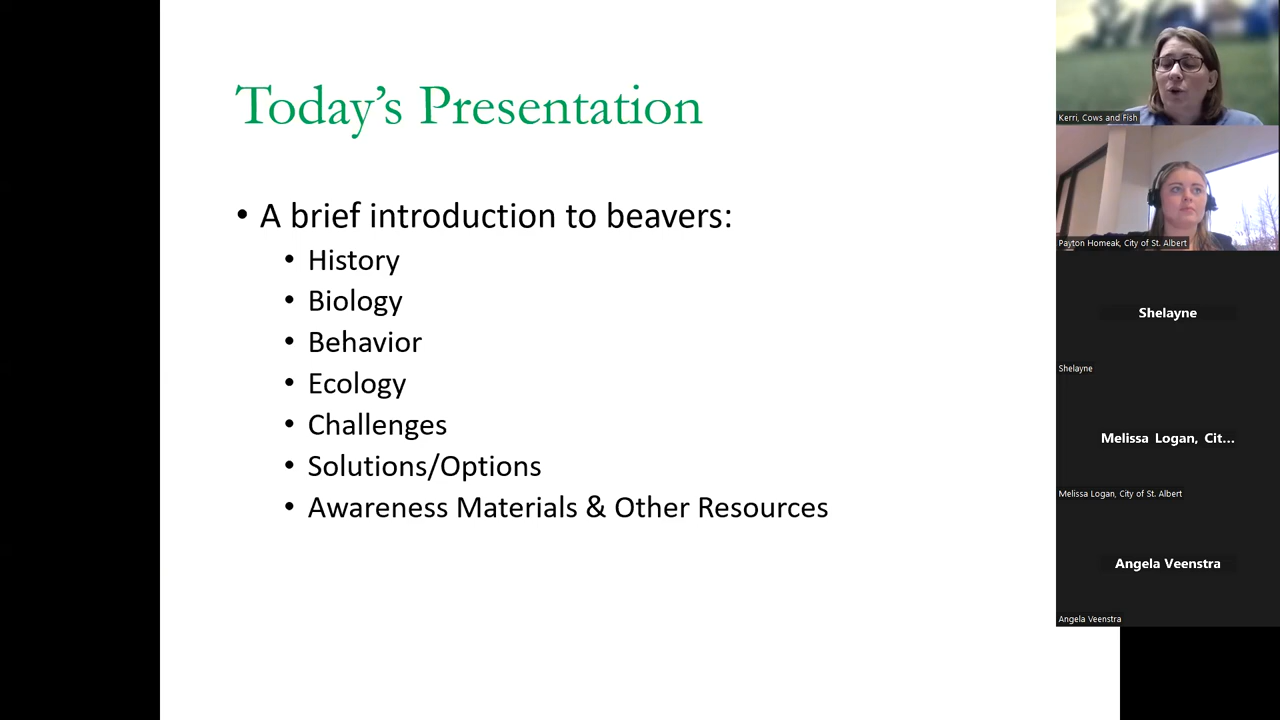 Today's Presentation
• A brief introduction to beavers:
• History
• Biology
• Behavior
• Ecology
• Challenges
• Solutions/Options
• Awareness Materials & Other Resources
Kerri, Cows and Fish
Payton Homeak, City of St. Albert
Shelayne
Shelayne
Melissa Logan, Cit...
Melissa Logan, City of St. Albert
Angela Veenstra
Angela Veenstra